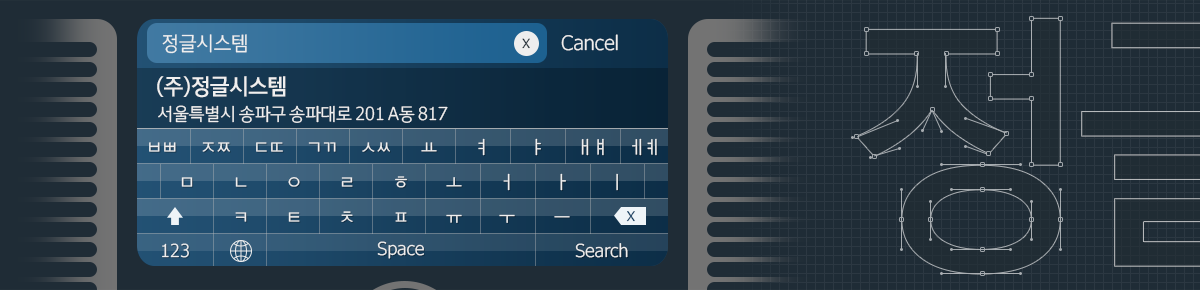 정글시스템 X Cancel
(주)정글시스템
서울특별시 송파구 송파대로 201 A동 817
ㅂㅃ ㅈㅉ ㄷㄸ ㄱㄲ ㅅㅆ ㅛ ㅕ ㅑ ㅐㅒ ㅔㅖ
ㅁ ㄴ ㅇ ㄹ ㅎ ㅗ ㅓ ㅏ ㅣ
ㅋ ㅌ ㅊ ㅍ ㅠ ㅜ ㅡ X
123 Space Search
정